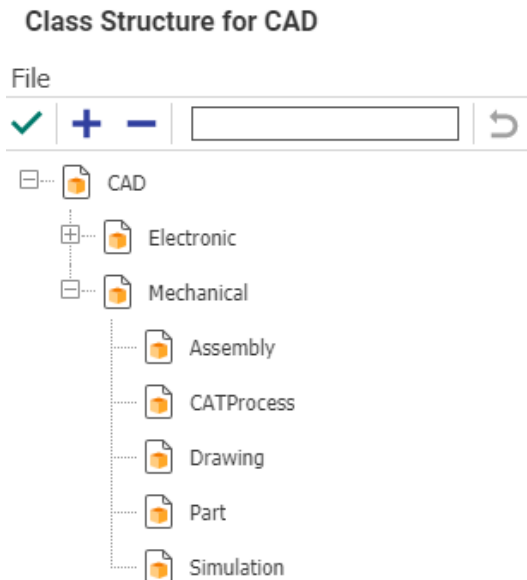 Class Structure for CAD
File
CAD
Electronic
Mechanical
Assembly
CATProcess
Drawing
Part
Simulation